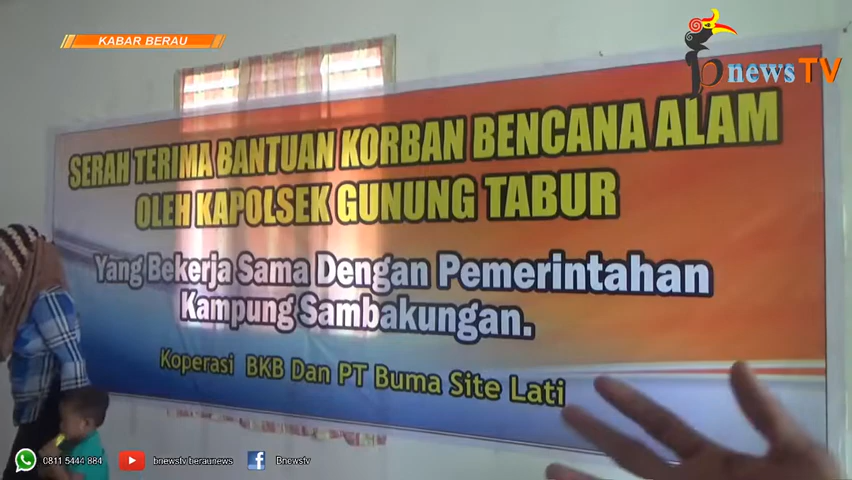 KABAR BERAU
bnewsTV
SERAH TERIMA BANTUAN KORBAN BENCANA ALAM
OLEH KAPOLSEK GUNUNG TABUR
Yang Bekerja Sama Dengan Pemerintahan
Kampung Sambakungan.
Koperasi BKB Dan PT Buma Site Lati
0811 5444 884
bnewstv beraunews
Bnewstv